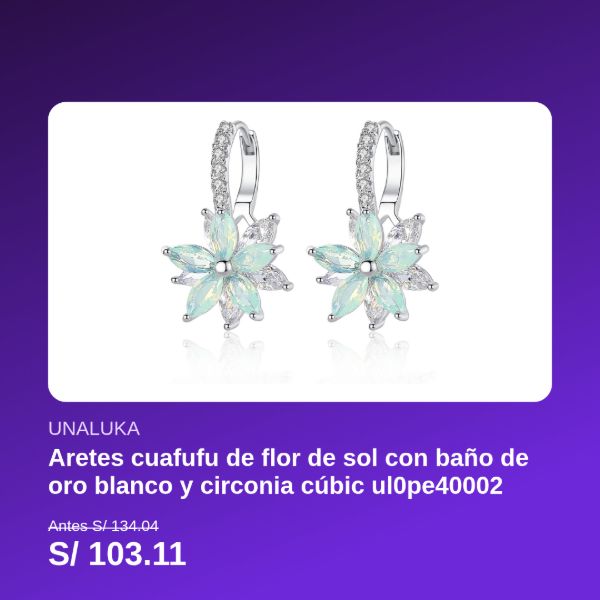 UNALUKA
Aretes cuafufu de flor de sol con baño de
oro blanco y circonia cúbic ul0pe40002
Antes S/ 134.04
S/ 103.11